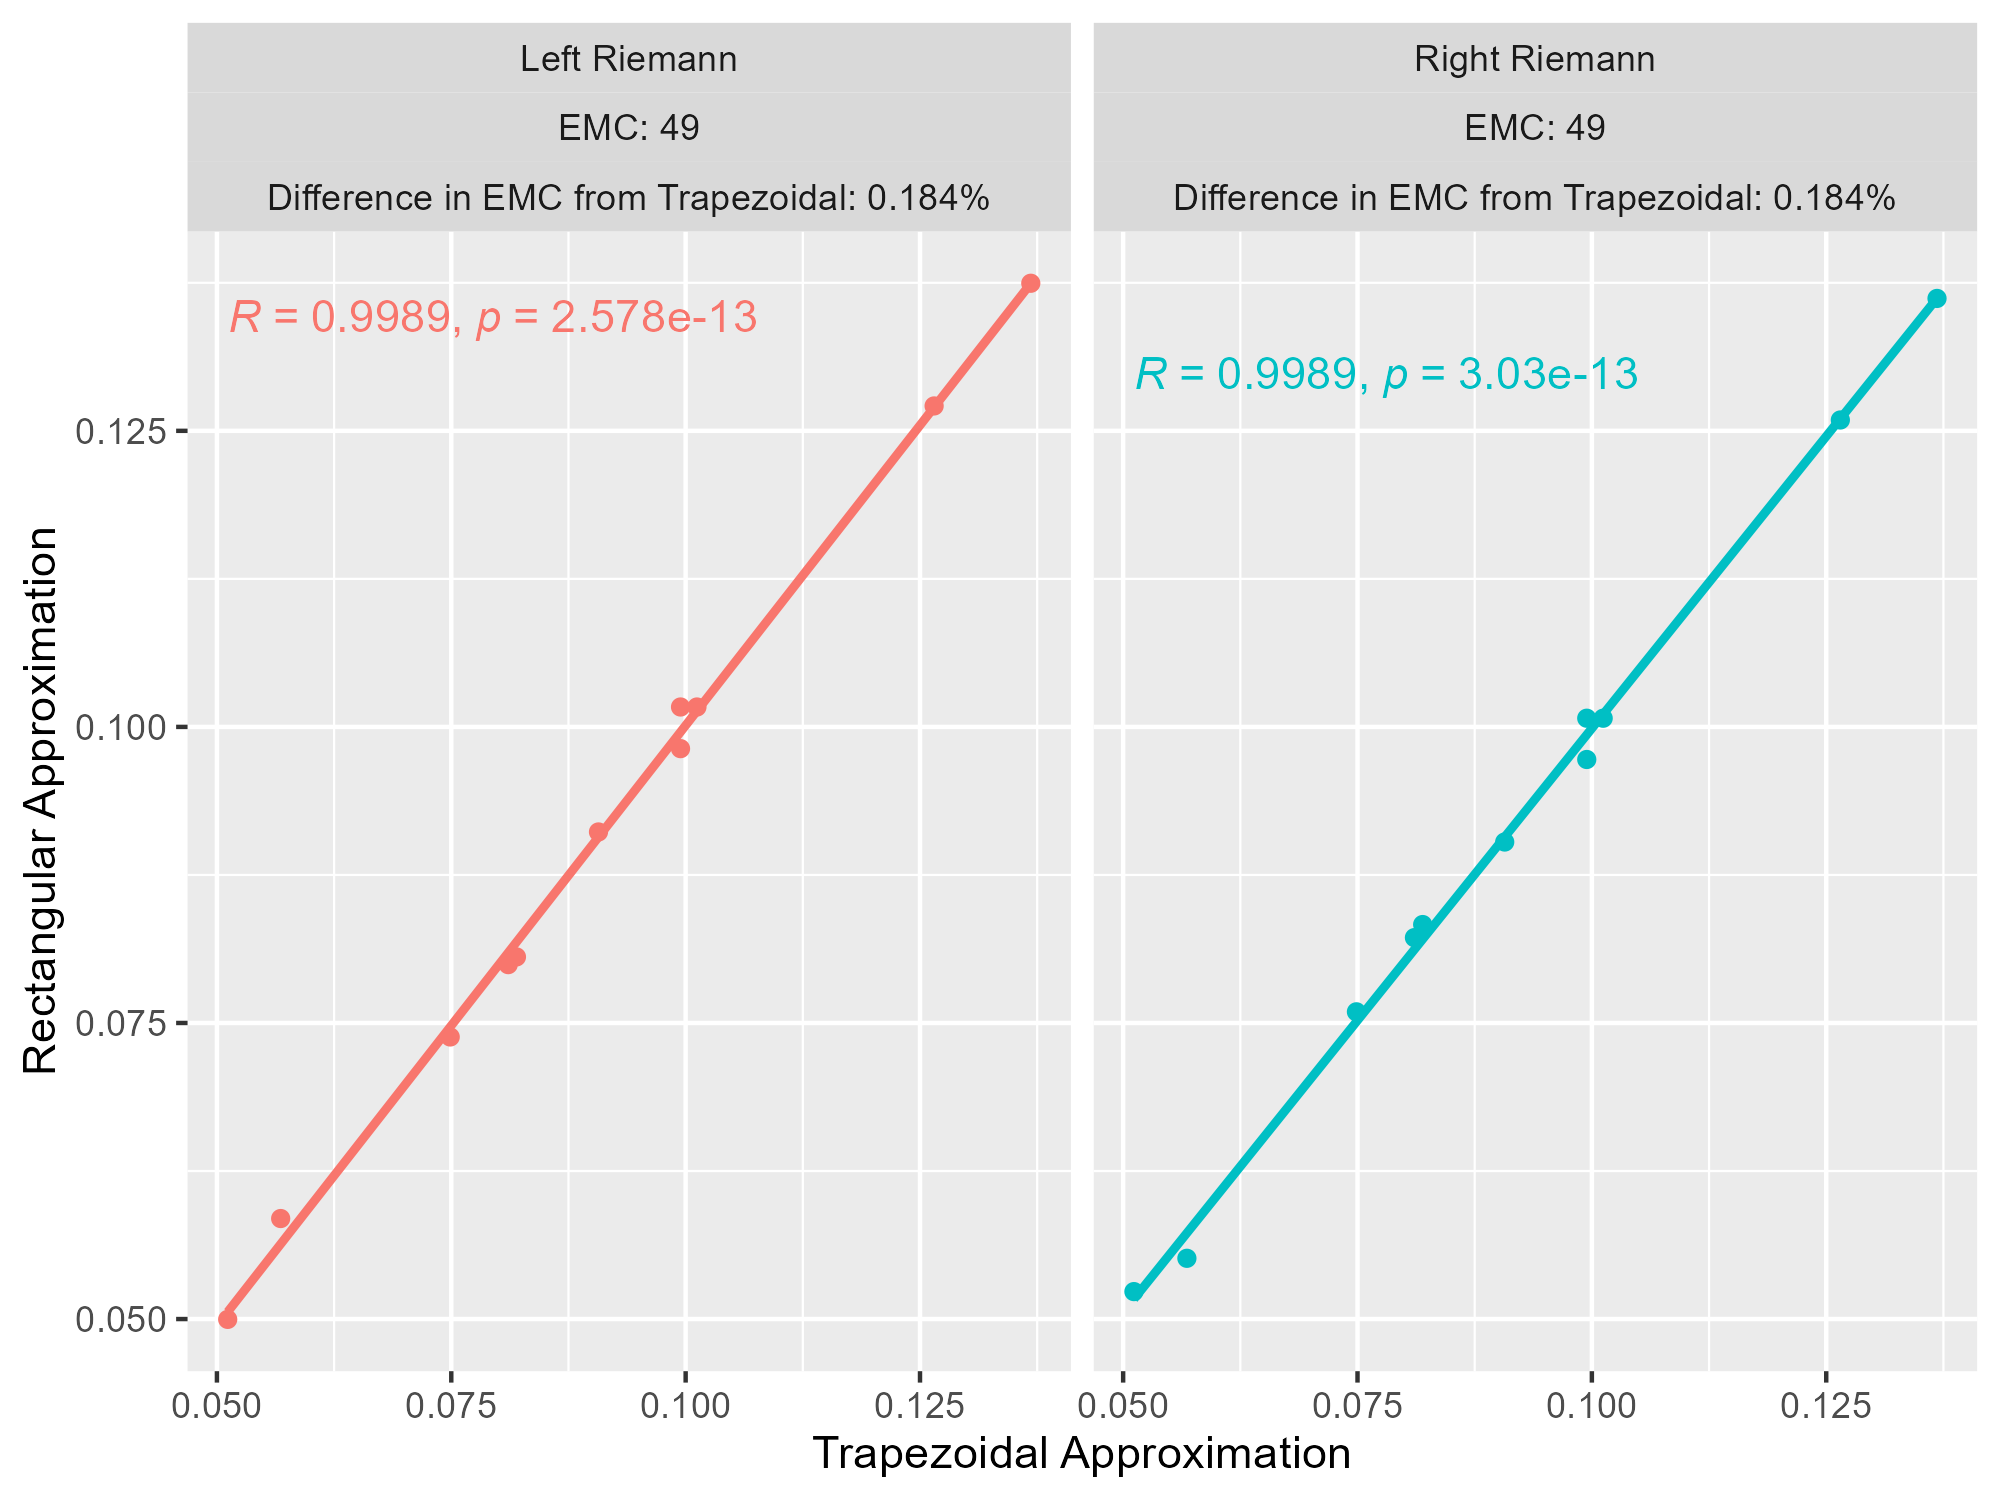 Left Riemann
EMC: 49
Difference in EMC from Trapezoidal: 0.184%
Right Riemann
EMC: 49
Difference in EMC from Trapezoidal: 0.184%
R = 0.9989, p = 2.578e-13
R = 0.9989, p = 3.03e-13
Rectangular Approximation
0.125
0.100
0.075
0.050
0.050 0.075 0.100 0.125
0.050 0.075 0.100 0.125
Trapezoidal Approximation